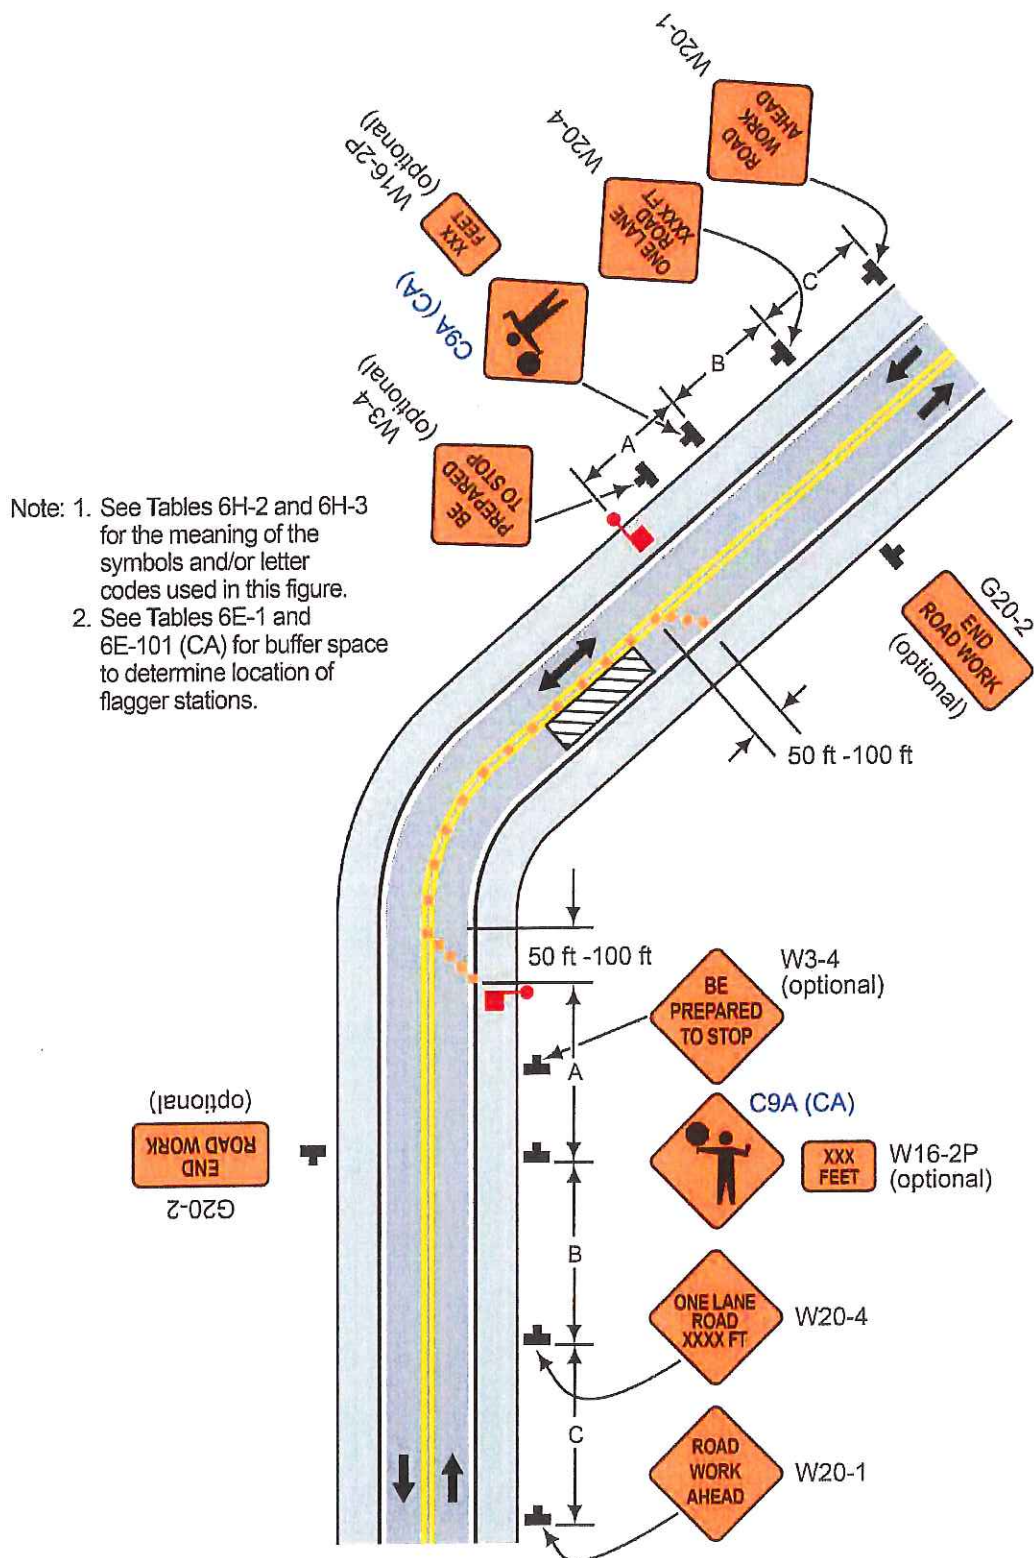 W20-1
ROAD
WORK
AHEAD
W20-4
ONE LANE
ROAD
XXXX FT
W16-2P
(optional)
XXX
FEET
C9A (CA)
W3-4
(optional)
BE
PREPARED
TO STOP
A
B
C
Note: 1. See Tables 6H-2 and 6H-3
for the meaning of the
symbols and/or letter
codes used in this figure.
2. See Tables 6E-1 and
6E-101 (CA) for buffer space
to determine location of
flagger stations.
G20-2
END
ROAD WORK
(optional)
50 ft -100 ft
50 ft -100 ft
BE
PREPARED
TO STOP
W3-4
(optional)
A
C9A (CA)
XXX
FEET
W16-2P
(optional)
G20-2
END
ROAD WORK
(optional)
B
ONE LANE
ROAD
XXXX FT
W20-4
C
ROAD
WORK
AHEAD
W20-1